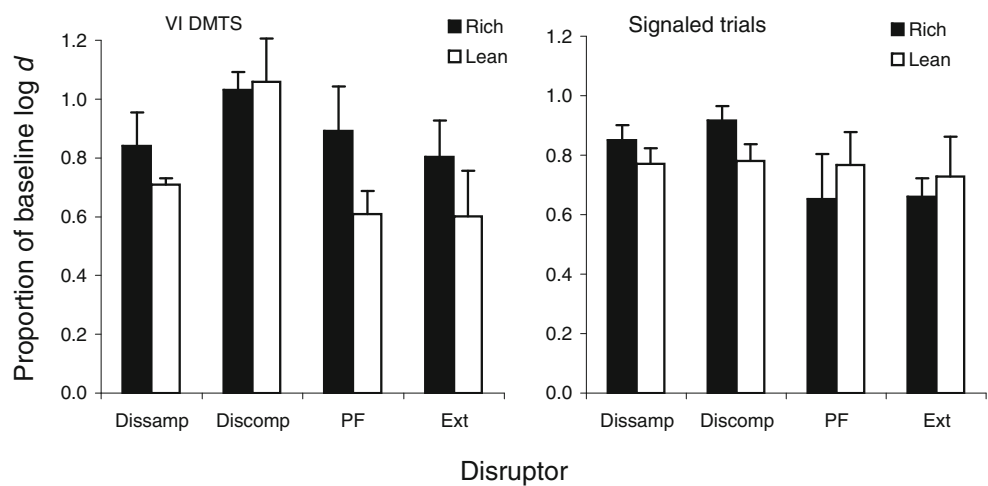 VI DMTS
Rich
Lean
1.2
1.0
0.8
0.6
0.4
0.2
0.0
Proportion of baseline log d
Dissamp Discomp PF Ext
Signaled trials
Rich
Lean
1.2
1.0
0.8
0.6
0.4
0.2
0.0
Dissamp Discomp PF Ext
Disruptor